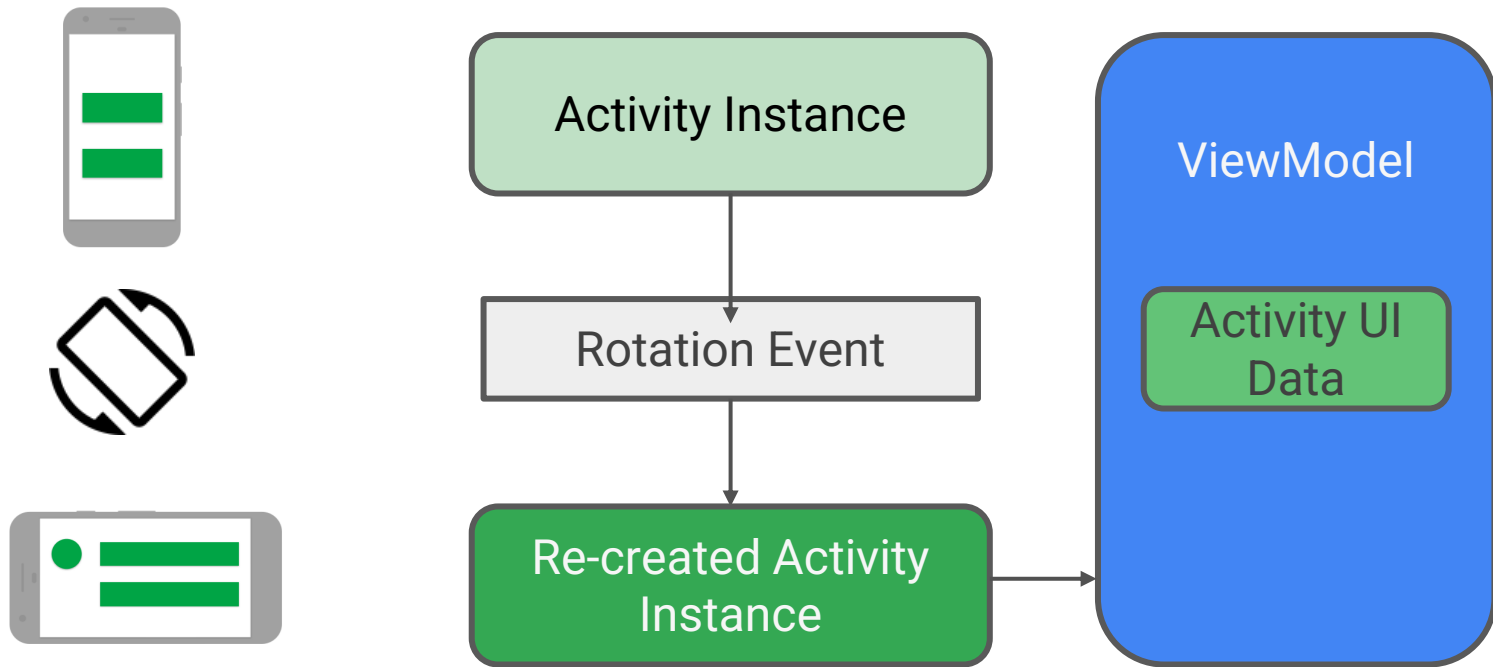 Activity Instance
ViewModel
Rotation Event
Activity UI
Data
Re-created Activity
Instance